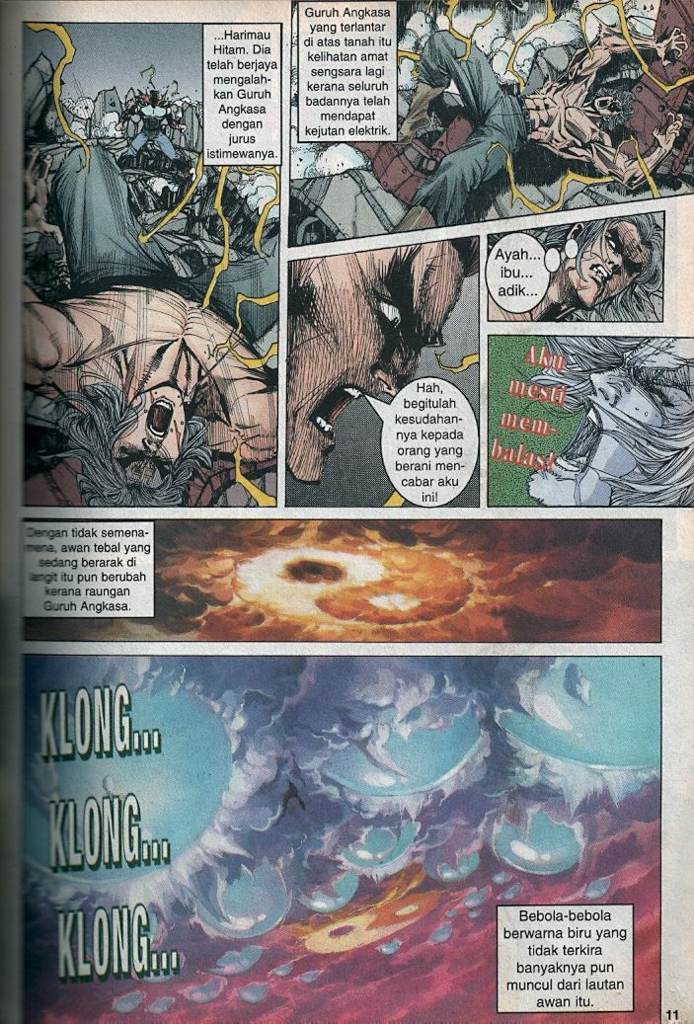 ...Harimau
Hitam. Dia
telah berjaya
mengalah-
kan Guruh
Angkasa
dengan
jurus
istimewanya.
Guruh Angkasa
yang terlantar
di atas tanah itu
kelihatan amat
sengsara lagi
kerana seluruh
badannya telah
mendapat
kejutan elektrik.
Hah,
begitulah
kesudahan-
nya kepada
orang yang
berani men-
cabar aku
ini!
Ayah...
ibu...
adik...
Aku
mesti
mem-
balas!
Dengan tidak semena-
mena, awan tebal yang
sedang berarak di
langit itu pun berubah
kerana raungan
Guruh Angkasa.
KLONG...
KLONG...
KLONG...
Bebola-bebola
berwarna biru yang
tidak terkira
banyaknya pun
muncul dari lautan
awan itu.
11